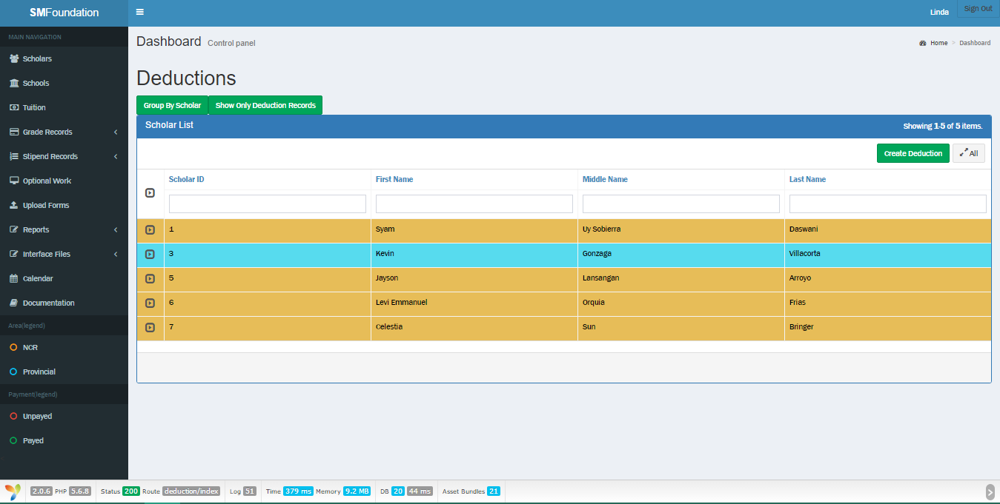 SMFoundation
Linda
Sign Out
MAIN NAVIGATION
Scholars
Schools
Tuition
Grade Records
Stipend Records
Optional Work
Upload Forms
Reports
Interface Files
Calendar
Documentation
Area(legend)
NCR
Provincial
Payment(legend)
Unpayed
Payed
Dashboard Control panel
Home > Dashboard
Deductions
Group By Scholar Show Only Deduction Records
Scholar List Showing 1-5 of 5 items.
Create Deduction All
Scholar ID First Name Middle Name Last Name
1 Syam Uy Sobierra Daswani
3 Kevin Gonzaga Villacorta
5 Jayson Lansangan Arroyo
6 Levi Emmanuel Orquia Frias
7 Celestia Sun Bringer
2.0.6 PHP 5.6.8 Status 200 Route deduction/index Log 51 Time 379 ms Memory 9.2 MB DB 20 44 ms Asset Bundles 21